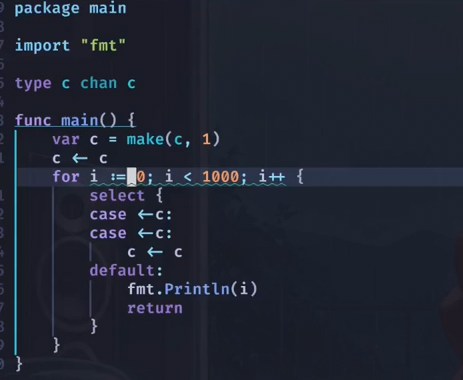 package main
import "fmt"
type c chan c
func main() {
var c = make(c, 1)
c <- c
for i := 0; i < 1000; i++ {
select {
case <-c:
case <-c:
c <- c
default:
fmt.Println(i)
return
}
}
}